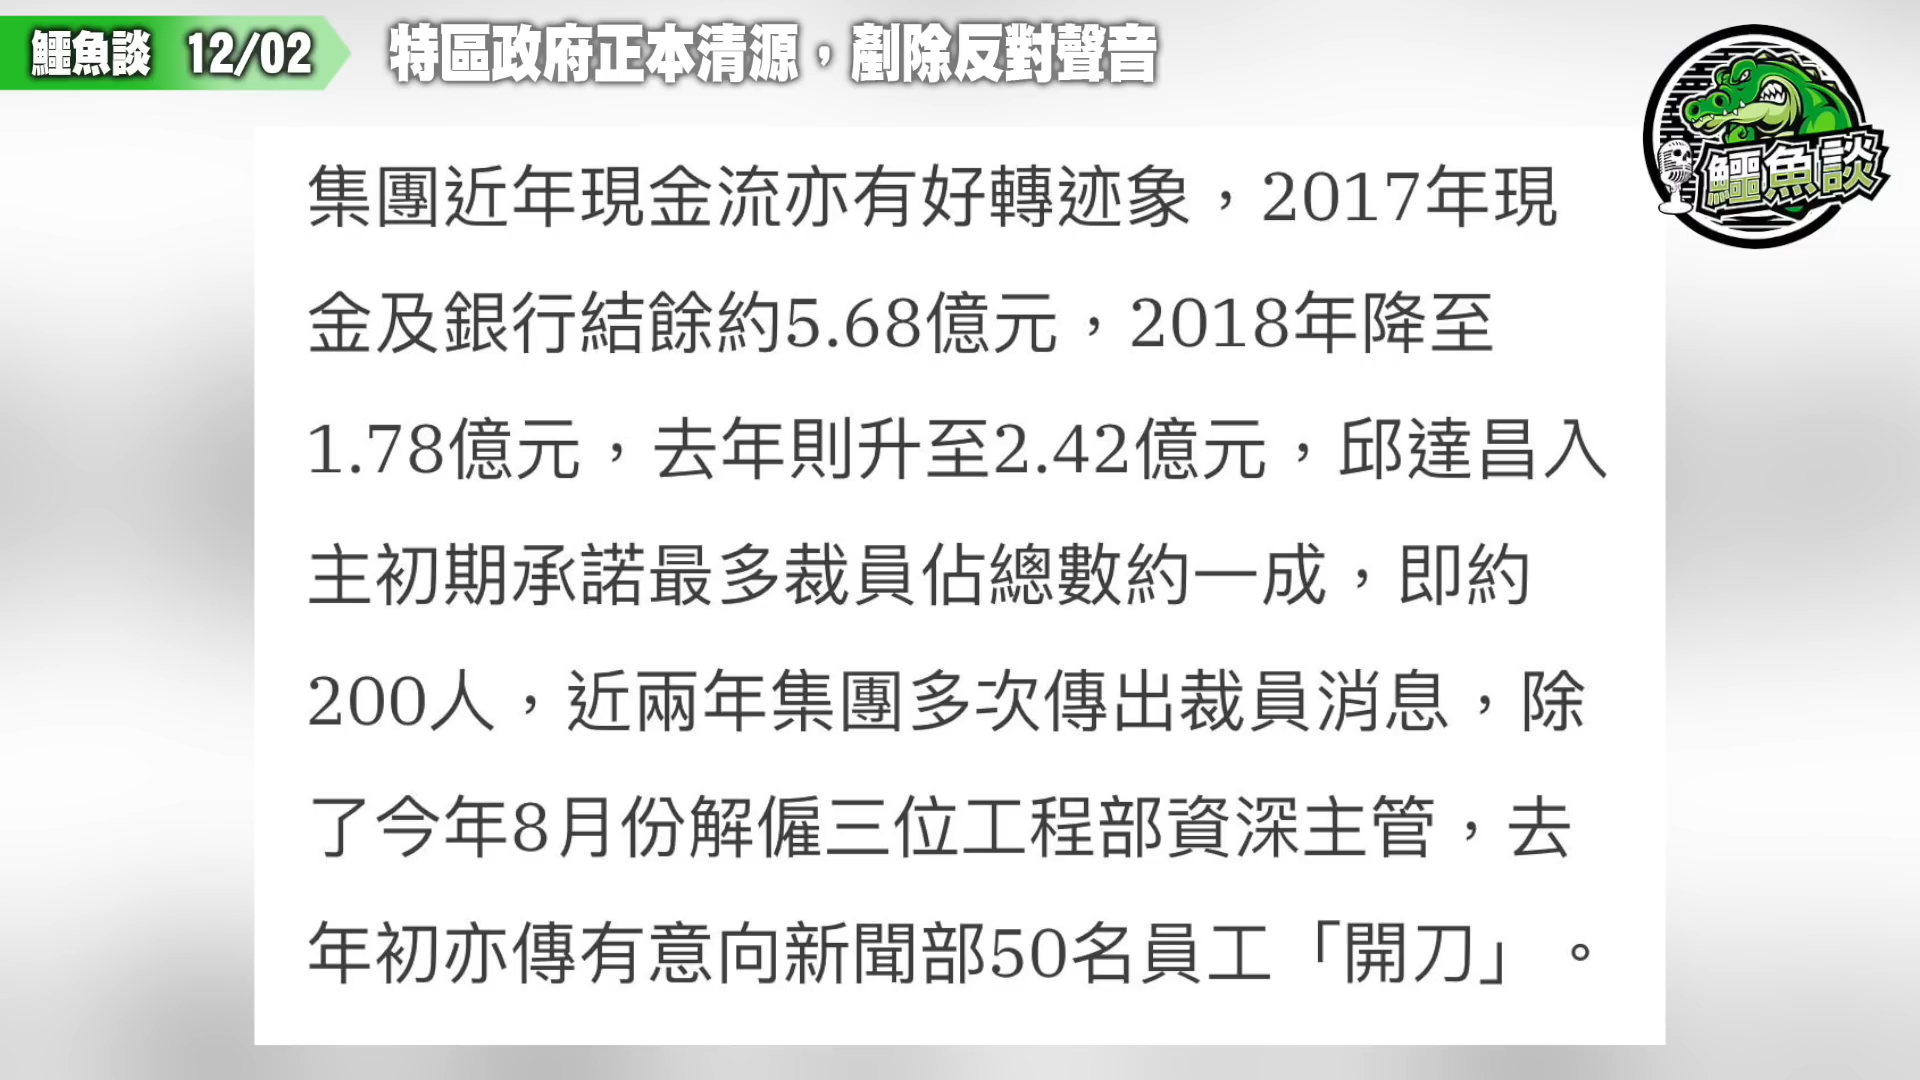 鱷魚談 12/02 特區政府正本清源，剷除反對聲音
鱷魚談
集團近年現金流亦有好轉迹象，2017年現
金及銀行結餘約5.68億元，2018年降至
1.78億元，去年則升至2.42億元，邱達昌入
主初期承諾最多裁員佔總數約一成，即約
200人，近兩年集團多次傳出裁員消息，除
了今年8月份解僱三位工程部資深主管，去
年初亦傳有意向新聞部50名員工「開刀」。